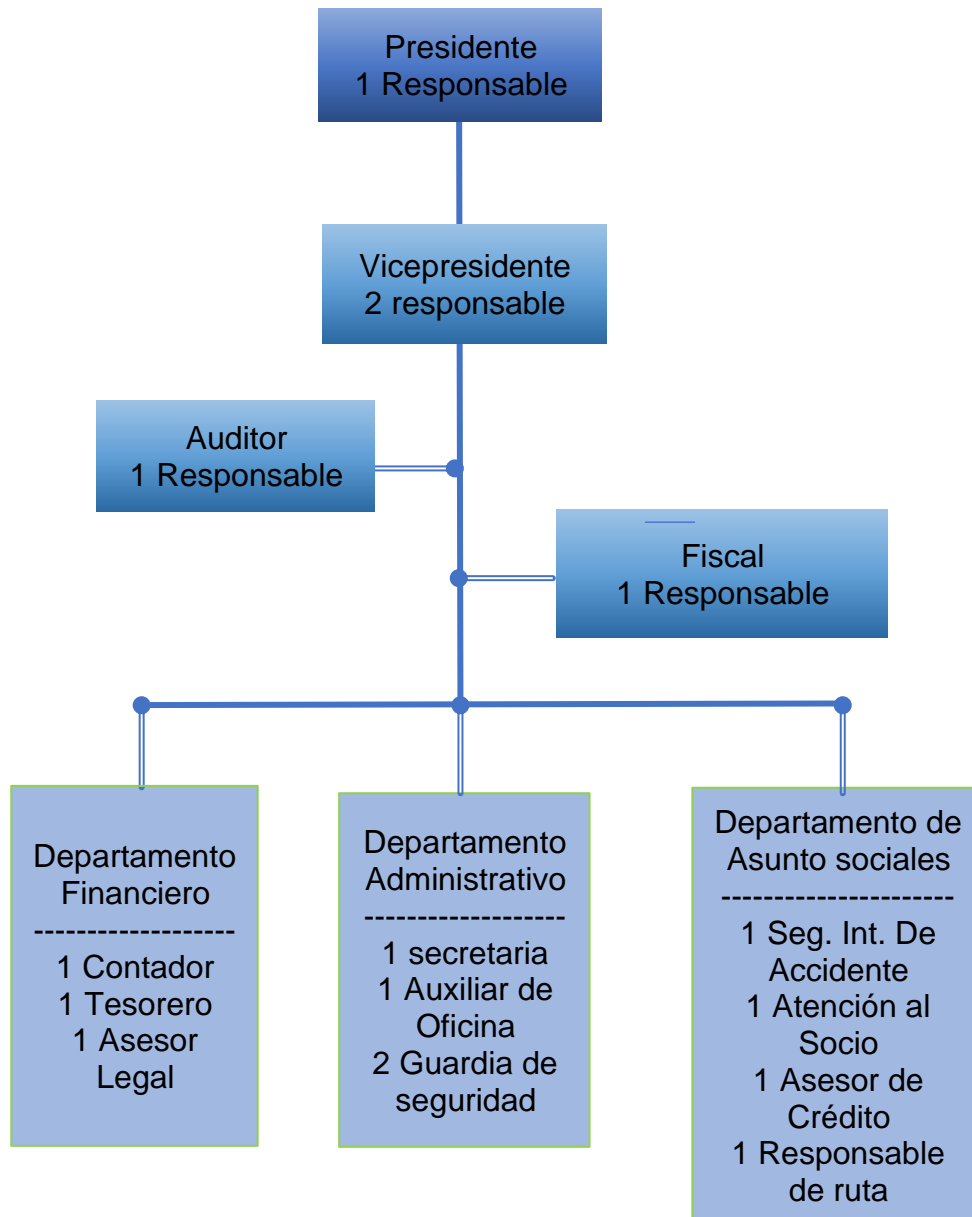 Presidente
1 Responsable
Vicepresidente
2 responsable
Auditor
1 Responsable
Fiscal
1 Responsable
Departamento
Financiero
--------------------
1 Contador
1 Tesorero
1 Asesor
Legal
Departamento
Administrativo
--------------------
1 secretaria
1 Auxiliar de
Oficina
2 Guardia de
seguridad
Departamento de
Asunto sociales
-----------------------
1 Seg. Int. De
Accidente
1 Atención al
Socio
1 Asesor de
Crédito
1 Responsable
de ruta